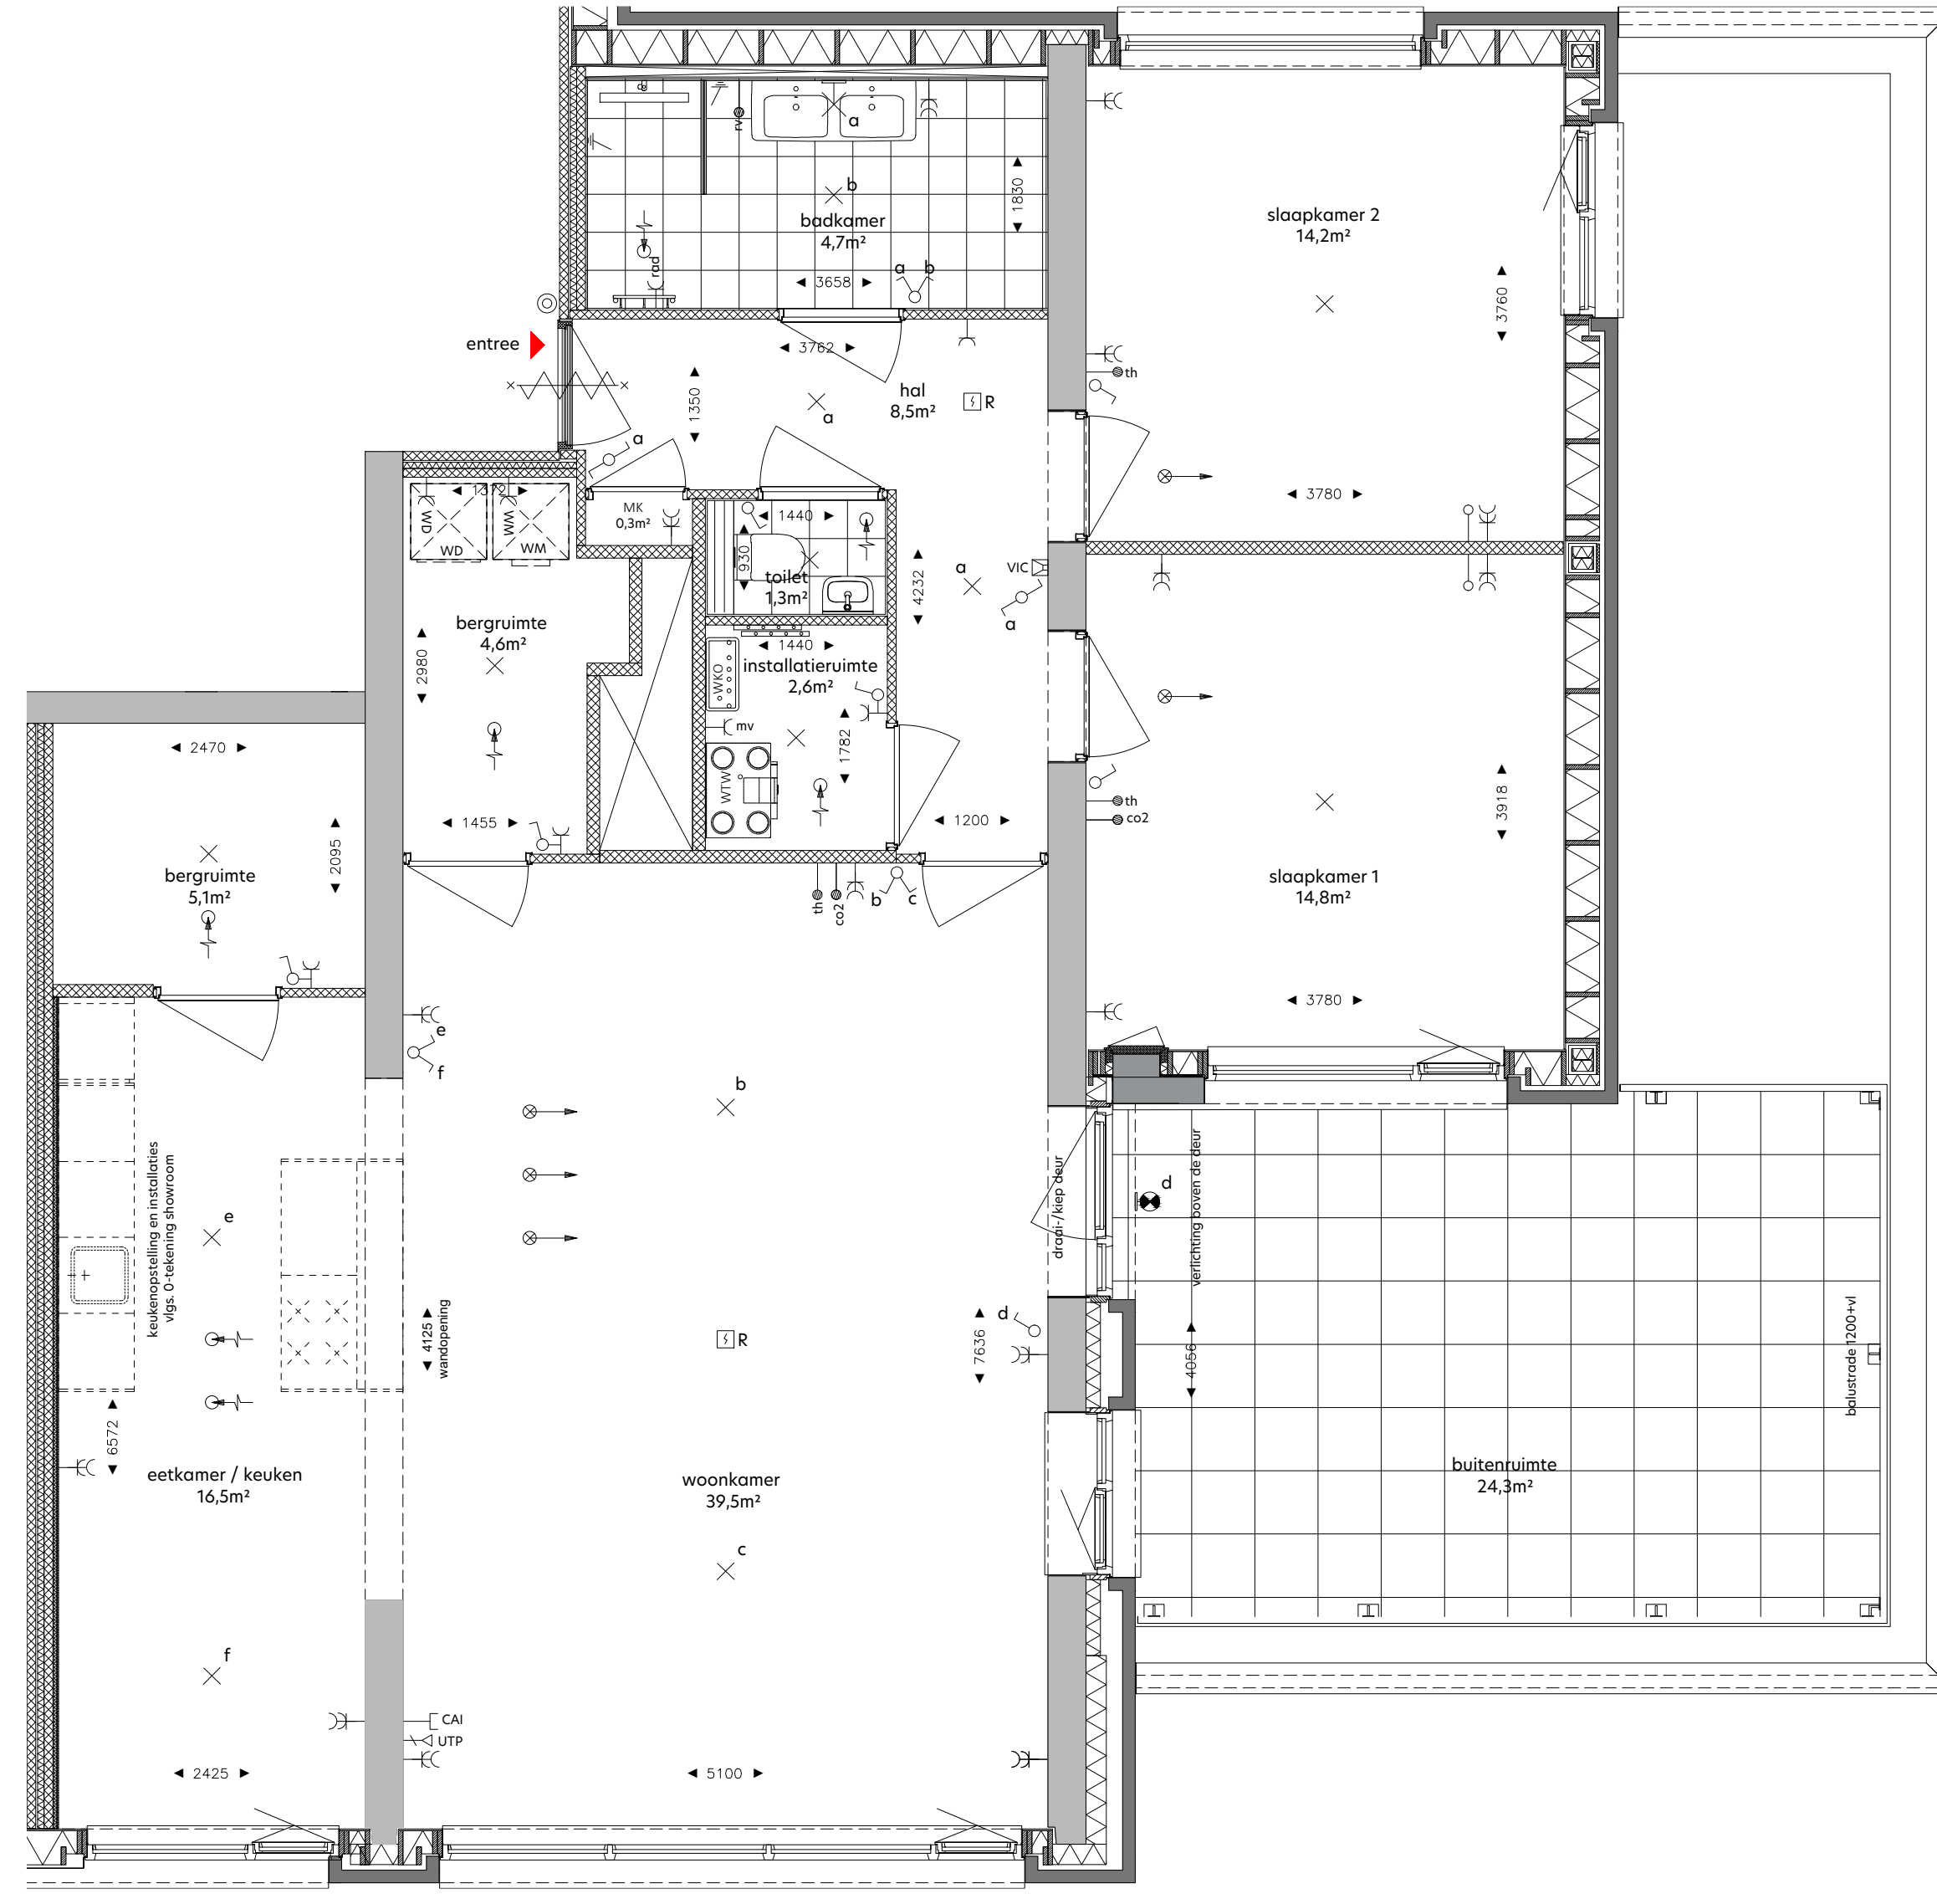 a
rv
b
badkamer
4,7m²
1830
rad
3658
a
b
slaapkamer 2
14,2m²
3760
entree
3762
hal
8,5m²
R
1350
a
a
th
3780
1372
WD
WM
WD
WM
MK
0,3m²
1440
930
toilet
1,3m²
4232
a
VIC
a
bergruimte
4,6m²
2980
1440
WKO
installatieruimte
2,6m²
mv
1782
WTW
1455
1200
th
co2
3918
2470
2095
bergruimte
5,1m²
slaapkamer 1
14,8m²
th
co2
b
c
3780
e
f
b
keukenopstelling en installaties
vlgs. 0-tekening showroom
e
draai-/kiep deur
verlichting boven de deur
d
4125
wandopening
R
7636
d
4056
balustrade 1200+vl
6572
eetkamer / keuken
16,5m²
woonkamer
39,5m²
buitenruimte
24,3m²
c
f
CAI
UTP
2425
5100